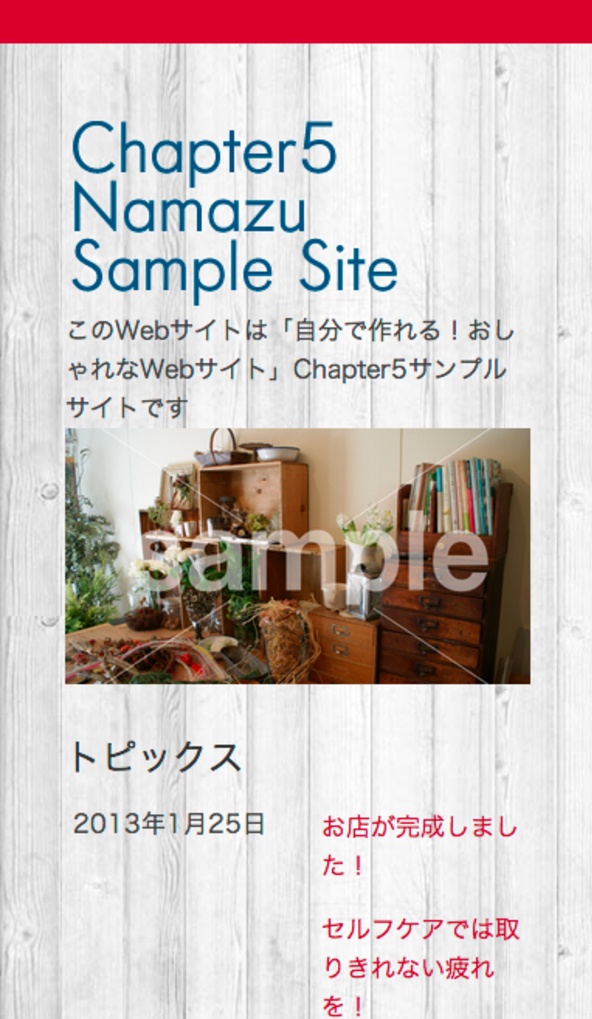 Chapter5
Namazu
Sample Site
このWebサイトは「自分で作れる！おし
ゃれなWebサイト」Chapter5サンプル
サイトです
sample
トピックス
2013年1月25日
お店が完成しまし
た！
セルフケアでは取
りきれない疲れ
を！